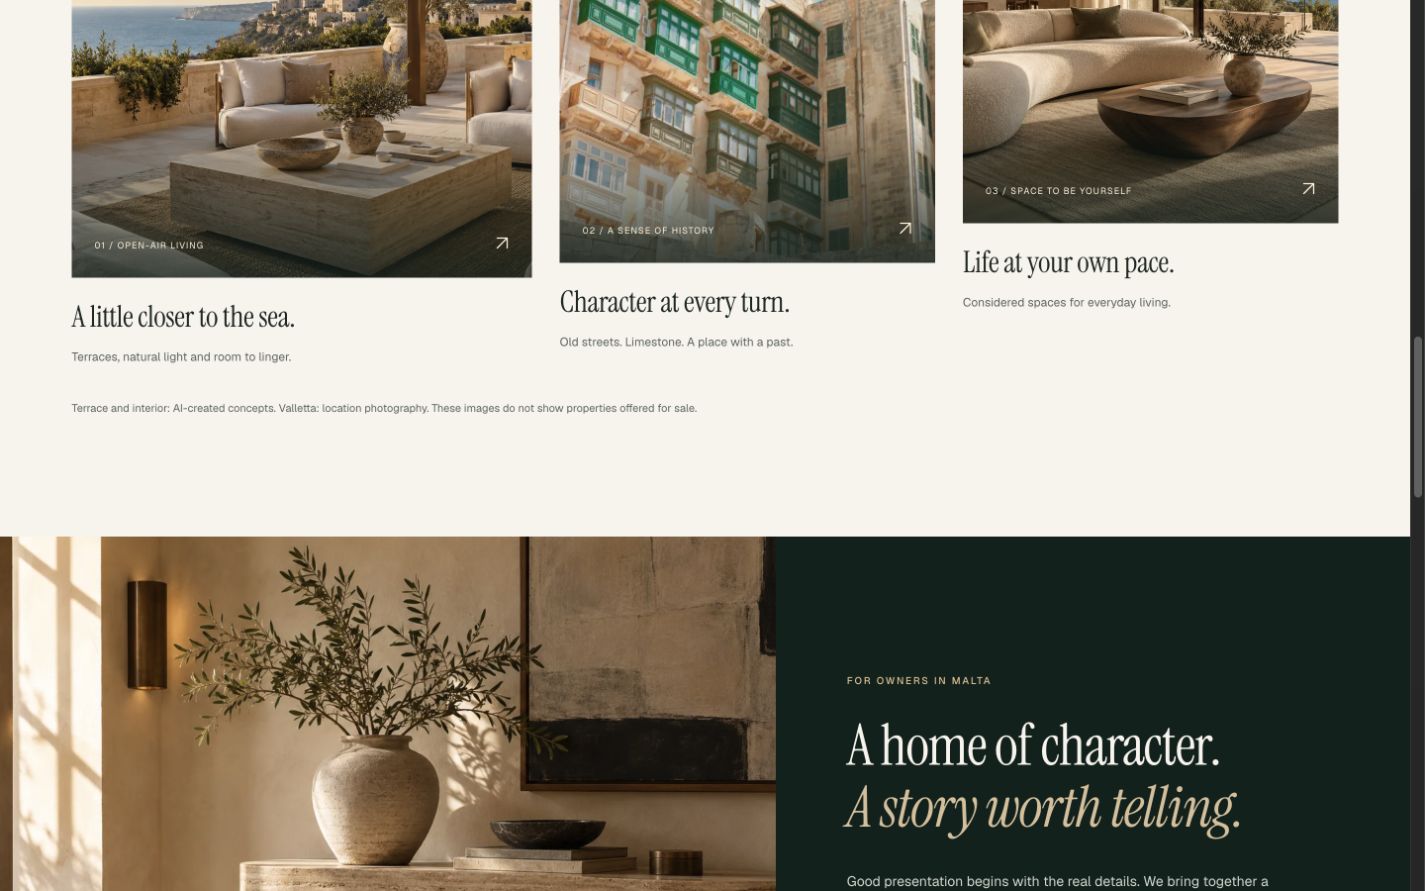 01 / OPEN-AIR LIVING
A little closer to the sea.
Terraces, natural light and room to linger.
02 / A SENSE OF HISTORY
Character at every turn.
Old streets. Limestone. A place with a past.
03 / SPACE TO BE YOURSELF
Life at your own pace.
Considered spaces for everyday living.
Terrace and interior: AI-created concepts. Valletta: location photography. These images do not show properties offered for sale.
FOR OWNERS IN MALTA
A home of character.
A story worth telling.
Good presentation begins with the real details. We bring together a